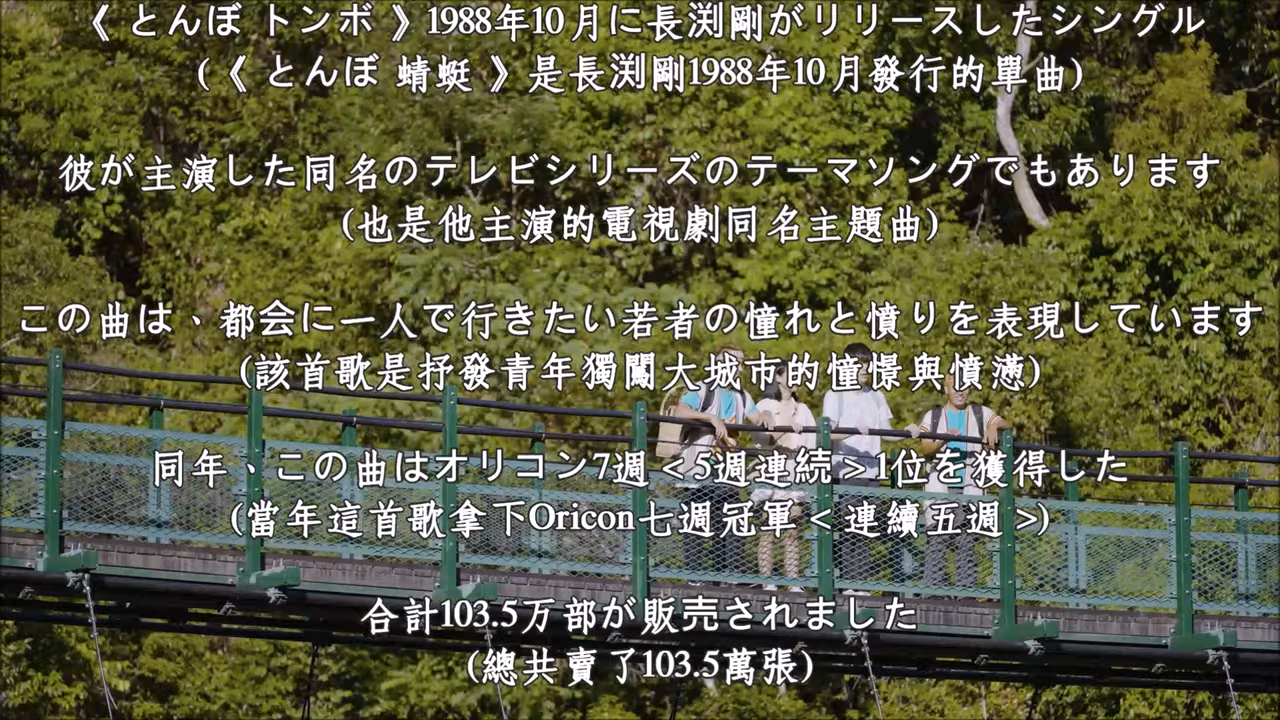 《 とんぼ トンボ 》1988年10月に長渕剛がリリースしたシングル
(《 とんぼ 蜻蜓 》是長渕剛1988年10月發行的單曲)
彼が主演した同名のテレビシリーズのテーマソングでもあります
(也是他主演的電視劇同名主題曲)
この曲は、都会に一人で行きたい若者の憧れと憤りを表現しています
(該首歌是抒發青年獨闖大城市的憧憬與憤懣)
同年、この曲はオリコン7週＜5週連続＞1位を獲得した
(當年這首歌拿下Oricon七週冠軍＜連續五週＞)
合計103.5万部が販売されました
(總共賣了103.5萬張)